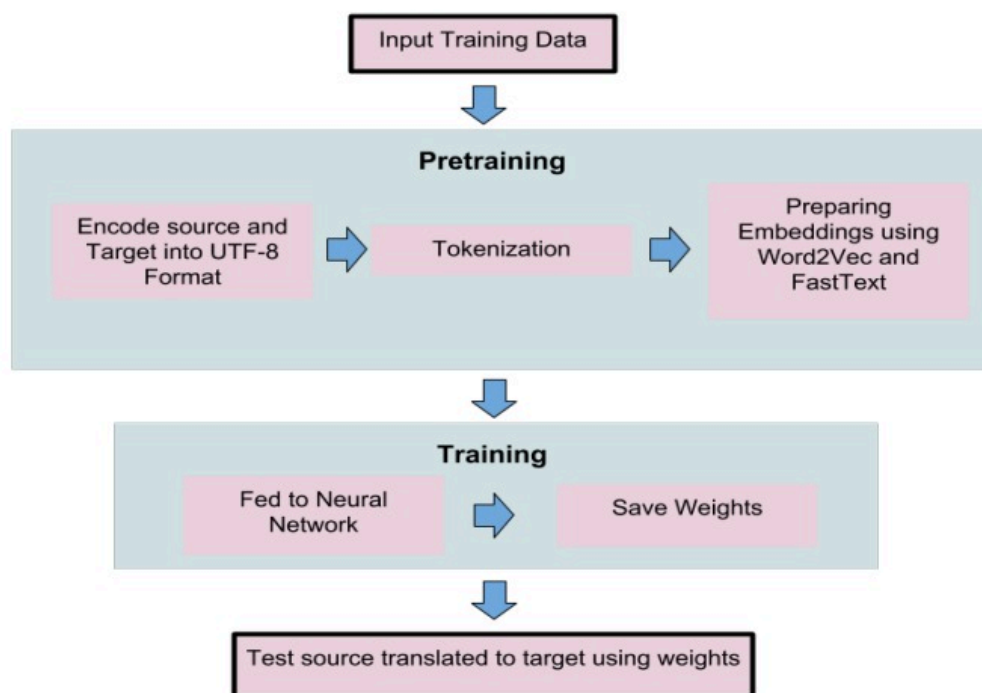 Input Training Data
Pretraining
Encode source and
Target into UTF-8
Format
Tokenization
Preparing
Embeddings using
Word2Vec and
FastText
Training
Fed to Neural
Network
Save Weights
Test source translated to target using weights